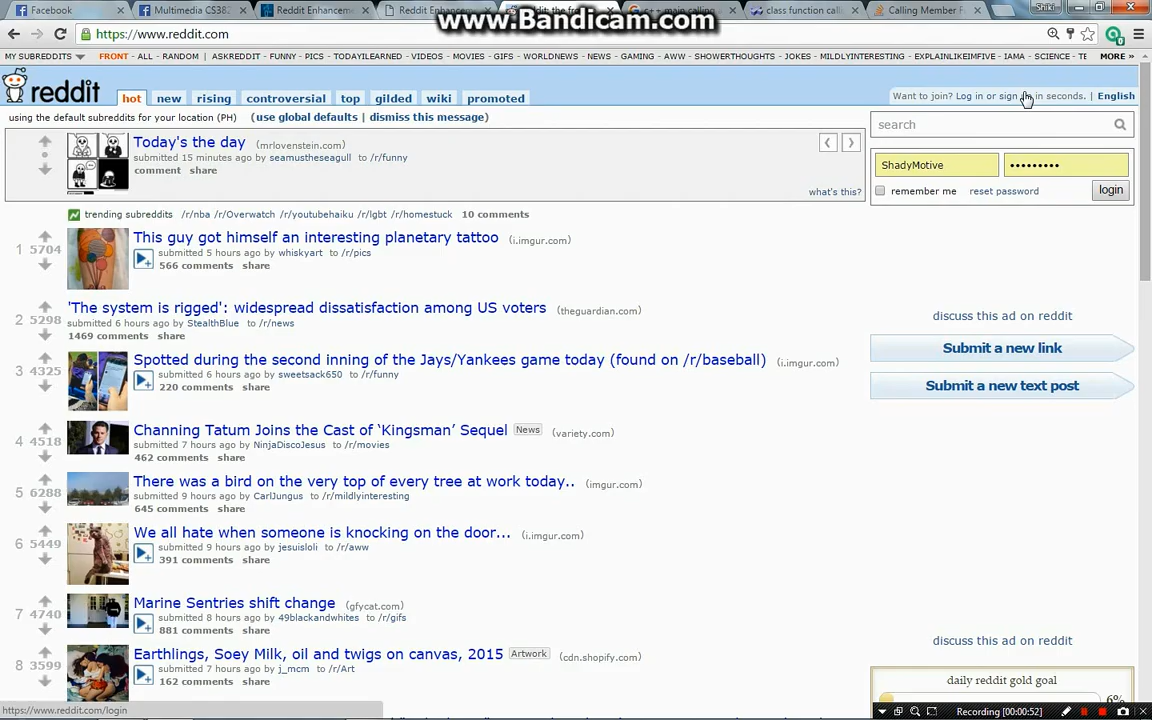 www.Bandicam.com
Facebook
Multimedia CS38
Reddit Enhancem
Reddit Enhancem
class function call
Calling Member F
Shiki
https://www.reddit.com
MY SUBREDDITS FRONT - ALL - RANDOM | ASKREDDIT - FUNNY - PICS - TODAYILEARNED - VIDEOS - MOVIES - GIFS - WORLDNEWS - NEWS - GAMING - AWW - SHOWERTHOUGHTS - JOKES - MILDLYINTERESTING - EXPLAINLIKEIMFIVE - IAMA - SCIENCE - TE MORE »
reddit hot new rising controversial top gilded wiki promoted
Want to join? Log in or sign in seconds. | English
using the default subreddits for your location (PH) (use global defaults | dismiss this message)
search
Today's the day (mrlovenstein.com)
submitted 15 minutes ago by seamustheseagull to /r/funny
comment share
what's this?
ShadyMotive •••••••••
remember me reset password login
trending subreddits /r/nba /r/Overwatch /r/youtubehaiku /r/lgbt /r/homestuck 10 comments
1 5704 This guy got himself an interesting planetary tattoo (i.imgur.com)
submitted 5 hours ago by whiskyart to /r/pics
566 comments share
2 5298 'The system is rigged': widespread dissatisfaction among US voters (theguardian.com)
submitted 6 hours ago by StealthBlue to /r/news
1469 comments share
discuss this ad on reddit
Submit a new link
Submit a new text post
3 4325 Spotted during the second inning of the Jays/Yankees game today (found on /r/baseball) (i.imgur.com)
submitted 6 hours ago by sweetsack650 to /r/funny
220 comments share
4 4518 Channing Tatum Joins the Cast of ‘Kingsman’ Sequel News (variety.com)
submitted 7 hours ago by NinjaDiscoJesus to /r/movies
462 comments share
5 6288 There was a bird on the very top of every tree at work today.. (imgur.com)
submitted 9 hours ago by CarlJungus to /r/mildlyinteresting
645 comments share
6 5449 We all hate when someone is knocking on the door... (i.imgur.com)
submitted 9 hours ago by jesuisloli to /r/aww
391 comments share
7 4740 Marine Sentries shift change (gfycat.com)
submitted 8 hours ago by 49blackandwhites to /r/gifs
881 comments share
8 3599 Earthlings, Soey Milk, oil and twigs on canvas, 2015 Artwork (cdn.shopify.com)
submitted 7 hours ago by j_mcm to /r/Art
162 comments share
discuss this ad on reddit
daily reddit gold goal
6%
https://www.reddit.com/login
Recording [00:00:52]